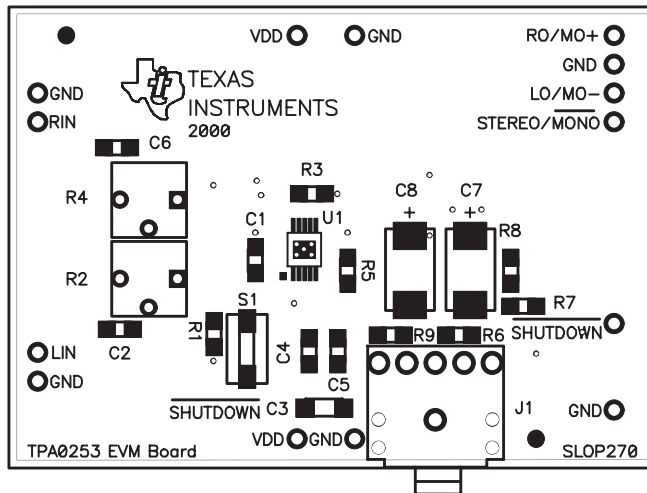 VDD
GND
RO/MO+
GND
LO/MO-
STEREO/MONO
GND
RIN
TEXAS
INSTRUMENTS
2000
C6
R4
R3
C8
C7
+
+
C1
U1
R8
R2
R5
S1
R7
SHUTDOWN
C2
R1
C4
R9
R6
LIN
GND
C5
SHUTDOWN
C3
J1
GND
VDD
GND
TPA0253 EVM Board
SLOP270